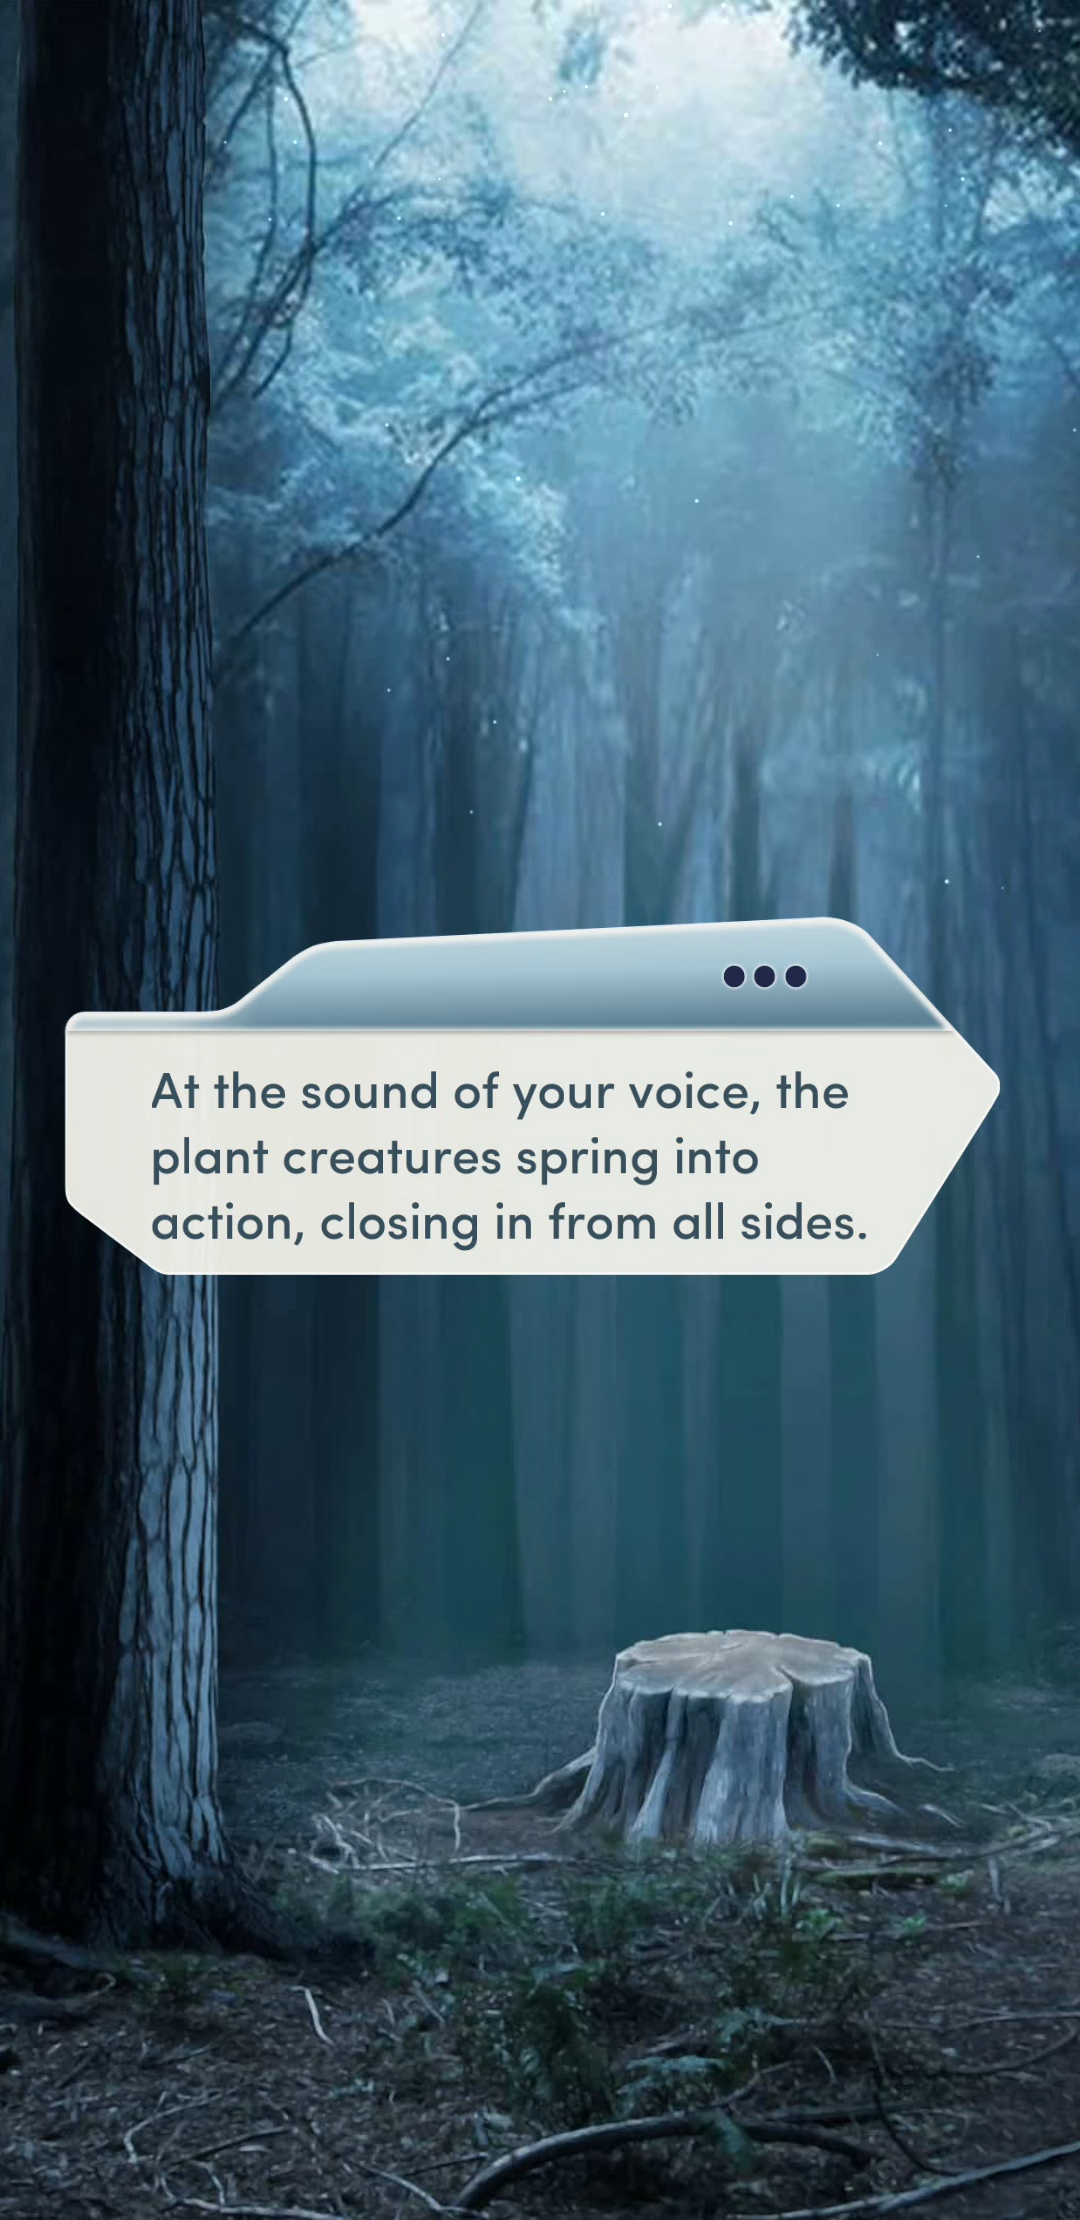 At the sound of your voice, the
plant creatures spring into
action, closing in from all sides.